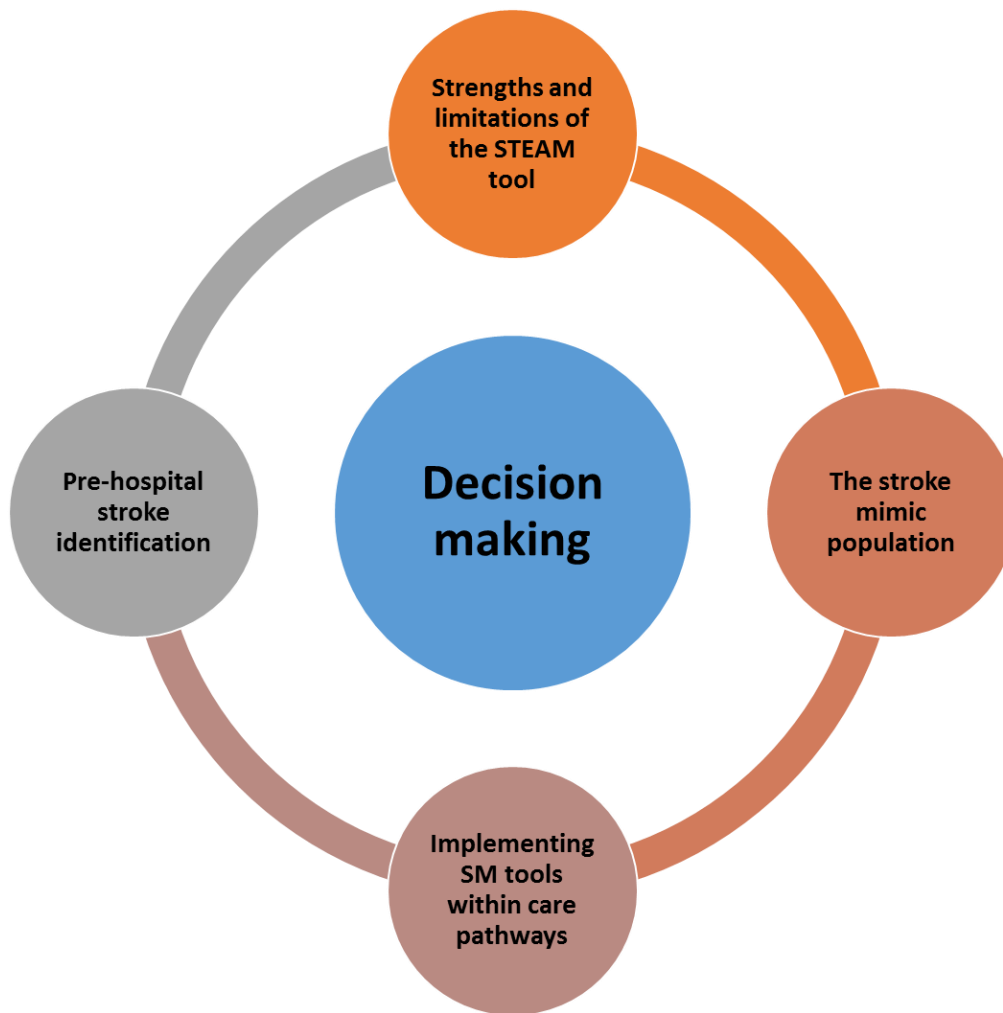 Strengths and
limitations of
the STEAM
tool
Pre-hospital
stroke
identification
Decision
making
The stroke
mimic
population
Implementing
SM tools
within care
pathways